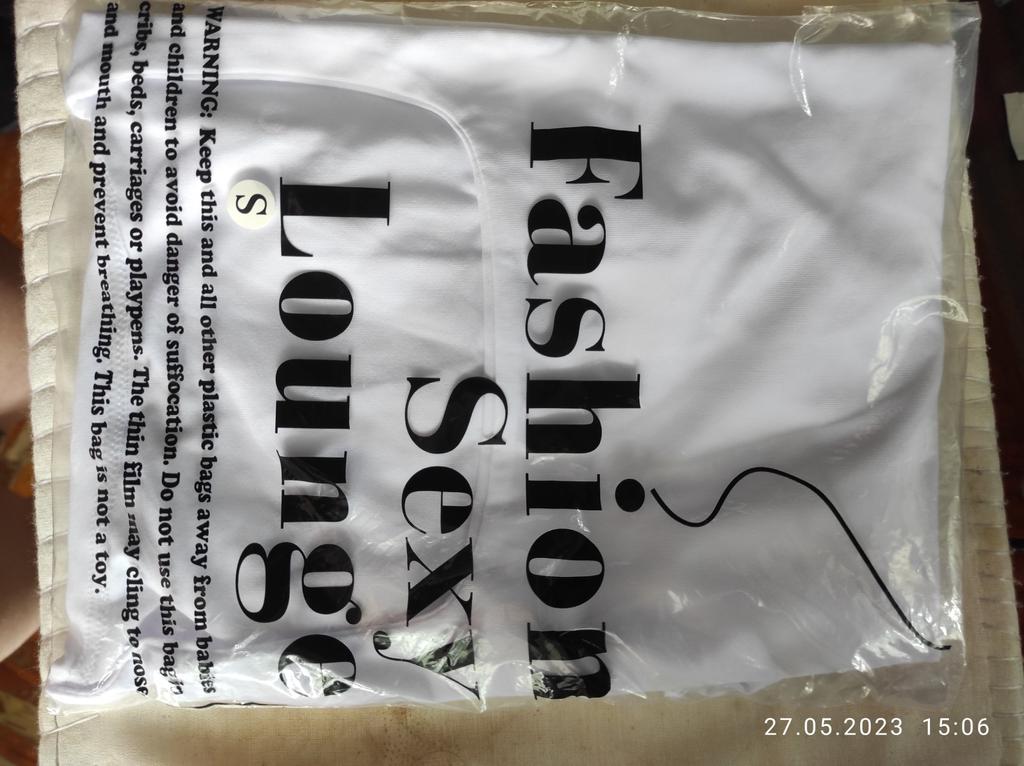 Fashion
Sexy
Lounge
S
WARNING: Keep this and all other plastic bags away from babies
and children to avoid danger of suffocation. Do not use this bag in
cribs, beds, carriages or playpens. The thin film may cling to nose
and mouth and prevent breathing. This bag is not a toy.
27.05.2023 15:06